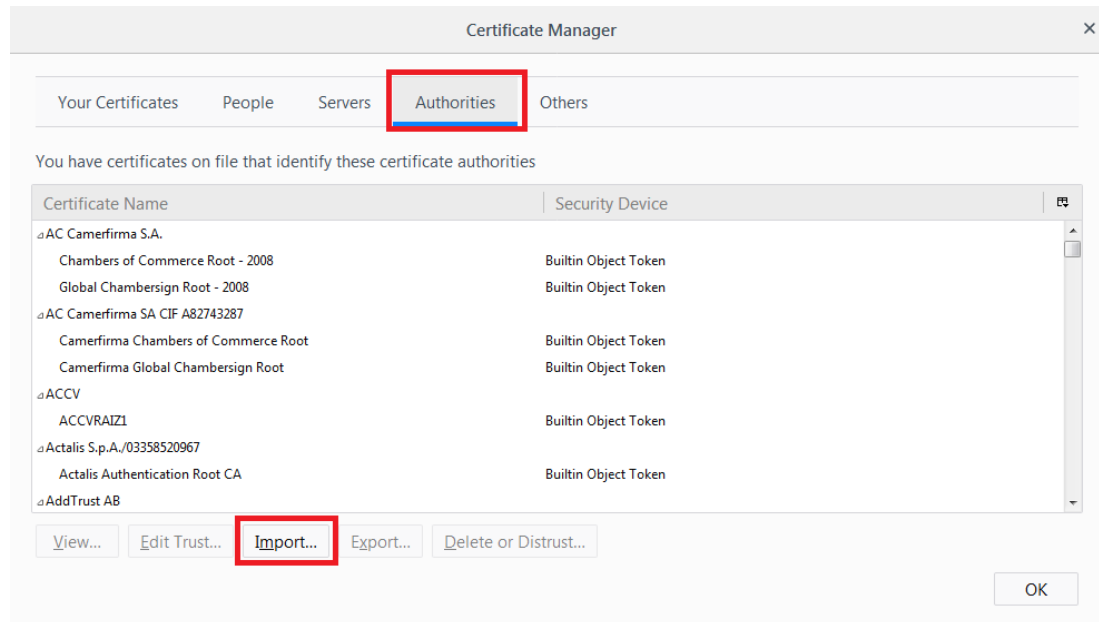 Certificate Manager
Your Certificates People Servers Authorities Others
You have certificates on file that identify these certificate authorities
Certificate Name Security Device
AC Camerfirma S.A.
Chambers of Commerce Root - 2008 Builtin Object Token
Global Chambersign Root - 2008 Builtin Object Token
AC Camerfirma SA CIF A82743287
Camerfirma Chambers of Commerce Root Builtin Object Token
Camerfirma Global Chambersign Root Builtin Object Token
ACCV
ACCVRAIZ1 Builtin Object Token
Actalis S.p.A./03358520967
Actalis Authentication Root CA Builtin Object Token
AddTrust AB
View... Edit Trust... Import... Export... Delete or Distrust...
OK